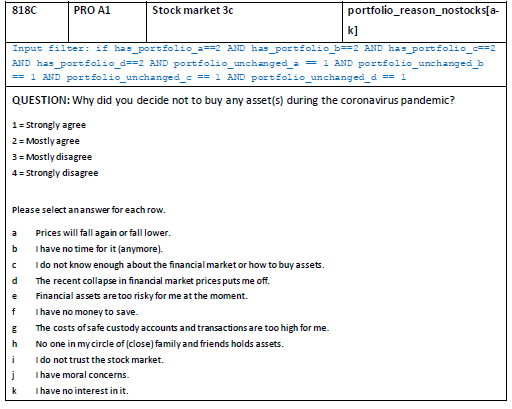 818C PRO A1 Stock market 3c portfolio_reason_nostocks[a-
k]
Input filter: if has_portfolio_a==2 AND has_portfolio_b==2 AND has_portfolio_c==2
AND has_portfolio_d==2 AND portfolio_unchanged_a == 1 AND portfolio_unchanged_b
== 1 AND portfolio_unchanged_c == 1 AND portfolio_unchanged_d == 1
QUESTION: Why did you decide not to buy any asset(s) during the coronavirus pandemic?
1 = Strongly agree
2 = Mostly agree
3 = Mostly disagree
4 = Strongly disagree
Please select an answer for each row.
a Prices will fall again or fall lower.
b I have no time for it (anymore).
c I do not know enough about the financial market or how to buy assets.
d The recent collapse in financial market prices puts me off.
e Financial assets are too risky for me at the moment.
f I have no money to save.
g The costs of safe custody accounts and transactions are too high for me.
h No one in my circle of (close) family and friends holds assets.
i I do not trust the stock market.
j I have moral concerns.
k I have no interest in it.